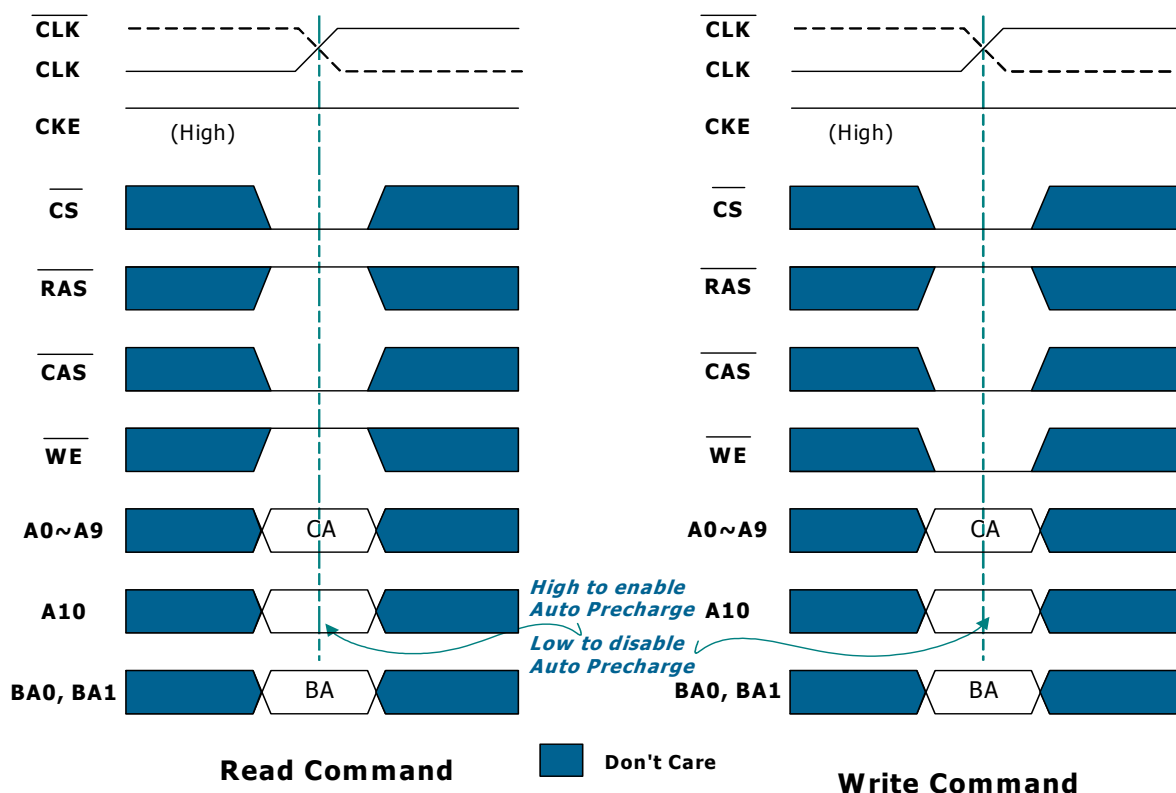 CLK
CLK
CKE
(High)
CS
RAS
CAS
WE
A0~A9
CA
A10
BA0, BA1
BA
Read Command
High to enable
Auto Precharge
Low to disable
Auto Precharge
Don't Care
CLK
CLK
CKE
(High)
CS
RAS
CAS
WE
A0~A9
CA
A10
BA0, BA1
BA
Write Command